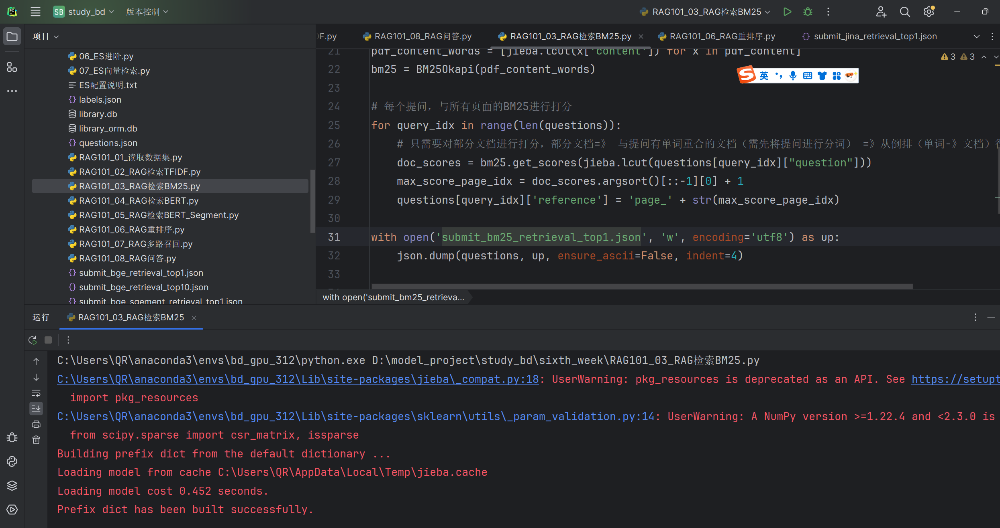 SB study_bd 版本控制 RAG101_03_RAG检索BM25
项目
06_ES进阶.py
07_ES向量检索.py
ES配置说明.txt
labels.json
library.db
library_orm.db
questions.json
RAG101_01_读取数据集.py
RAG101_02_RAG检索TFIDF.py
RAG101_03_RAG检索BM25.py
RAG101_04_RAG检索BERT.py
RAG101_05_RAG检索BERT_Segment.py
RAG101_06_RAG重排序.py
RAG101_07_RAG多路召回.py
RAG101_08_RAG问答.py
submit_bge_retrieval_top1.json
submit_bge_retrieval_top10.json
submit_bge_sgement_retrieval_top1.json
F.py RAG101_08_RAG问答.py RAG101_03_RAG检索BM25.py RAG101_06_RAG重排序.py submit_jina_retrieval_top1.json
3 3
英
21 pdf_content_words = [jieba.lcut(x['content']) for x in pdf_content]
22 bm25 = BM25Okapi(pdf_content_words)
23
24 # 每个提问，与所有页面的BM25进行打分
25 for query_idx in range(len(questions)):
26 # 只需要对部分文档进行打分，部分文档=》 与提问有单词重合的文档（需先将提问进行分词） =》从倒排（单词-》文档）
27 doc_scores = bm25.get_scores(jieba.lcut(questions[query_idx]["question"]))
28 max_score_page_idx = doc_scores.argsort()[::-1][0] + 1
29 questions[query_idx]['reference'] = 'page_' + str(max_score_page_idx)
30
31 with open('submit_bm25_retrieval_top1.json', 'w', encoding='utf8') as up:
32 json.dump(questions, up, ensure_ascii=False, indent=4)
33
with open('submit_bm25_retrieva...
运行 RAG101_03_RAG检索BM25
C:\Users\QR\anaconda3\envs\bd_gpu_312\python.exe D:\model_project\study_bd\sixth_week\RAG101_03_RAG检索BM25.py
C:\Users\QR\anaconda3\envs\bd_gpu_312\Lib\site-packages\jieba\_compat.py:18: UserWarning: pkg_resources is deprecated as an API. See https://setupt
import pkg_resources
C:\Users\QR\anaconda3\envs\bd_gpu_312\Lib\site-packages\sklearn\utils\_param_validation.py:14: UserWarning: A NumPy version >=1.22.4 and <2.3.0 is
from scipy.sparse import csr_matrix, issparse
Building prefix dict from the default dictionary ...
Loading model from cache C:\Users\QR\AppData\Local\Temp\jieba.cache
Loading model cost 0.452 seconds.
Prefix dict has been built successfully.